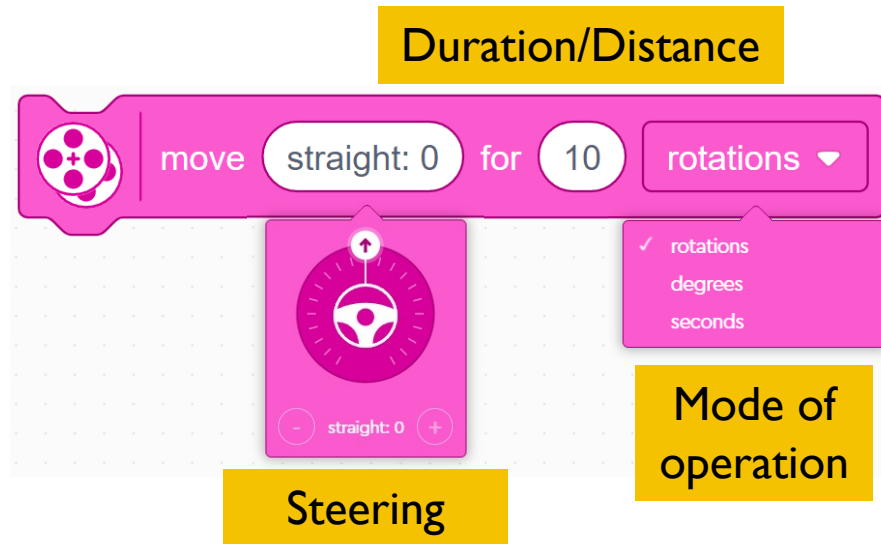 Duration/Distance
move straight: 0 for 10 rotations
rotations
degrees
seconds
- straight: 0 +
Mode of
operation
Steering